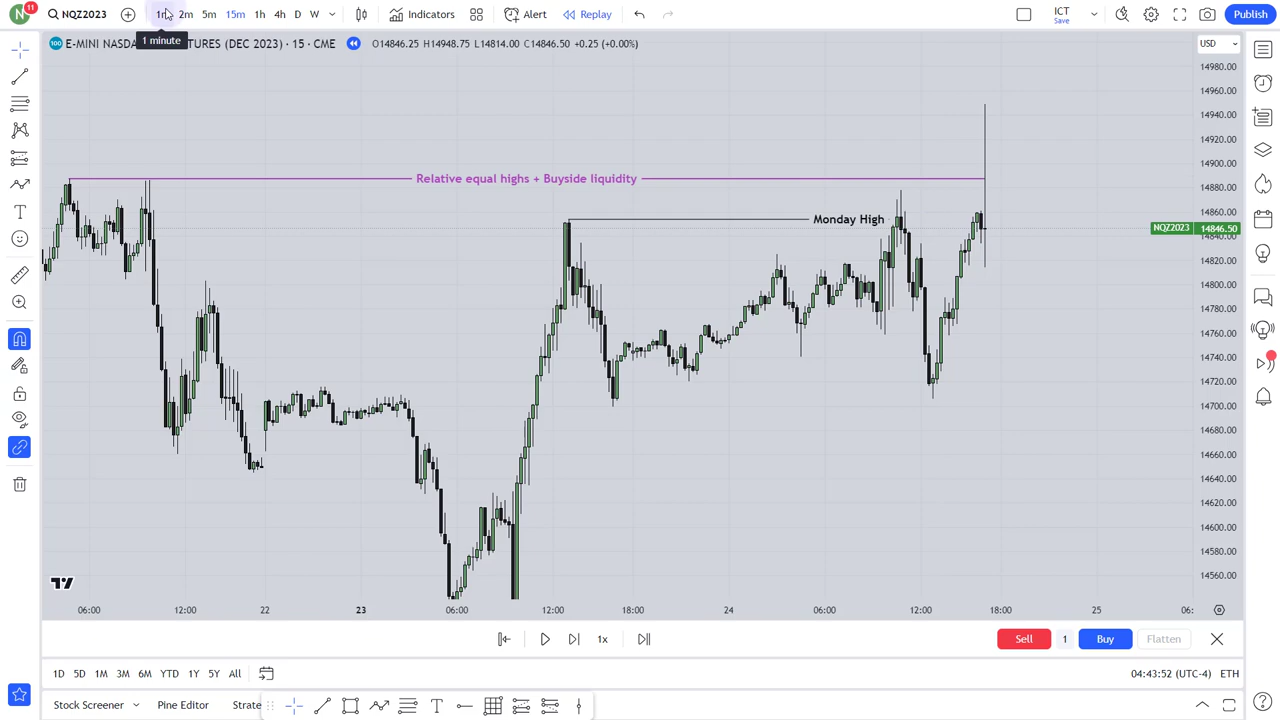 N 11 NQZ2023 1m 2m 5m 15m 1h 4h D W Indicators Alert Replay ICT Save Publish
1 minute
100 E-MINI NASDAQ FUTURES (DEC 2023) · 15 · CME O14846.25 H14948.75 L14814.00 C14846.50 +0.25 (+0.00%) USD
14980.00
14960.00
14940.00
14920.00
14900.00
Relative equal highs + Buyside liquidity
14880.00
14860.00
Monday High
NQZ2023 14846.50
14840.00
14820.00
14800.00
14780.00
14760.00
14740.00
14720.00
14700.00
14680.00
14660.00
14640.00
14620.00
14600.00
14580.00
14560.00
06:00 12:00 22 23 06:00 12:00 18:00 24 06:00 12:00 18:00 25 06:
1x Sell 1 Buy Flatten
1D 5D 1M 3M 6M YTD 1Y 5Y All 04:43:52 (UTC-4) ETH
Stock Screener Pine Editor Strate